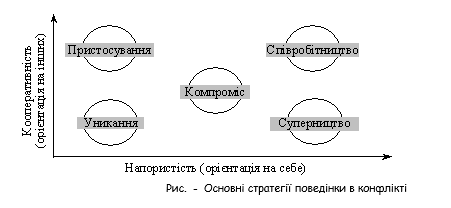 Кооперативність
(орієнтація на інших)
Пристосування
Співробітництво
Компроміс
Уникання
Суперництво
Напористість (орієнтація на себе)
Рис. - Основні стратегії поведінки в конфлікті